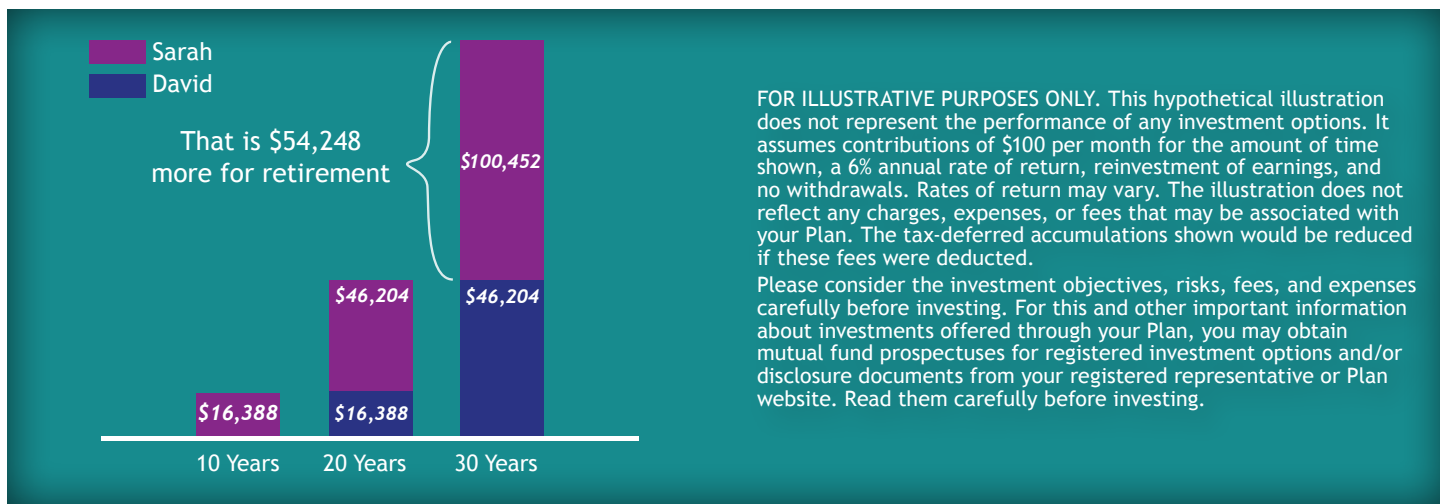 Sarah
David
That is $54,248
more for retirement
$100,452
$46,204
$46,204
$16,388
$16,388
10 Years
20 Years
30 Years
FOR ILLUSTRATIVE PURPOSES ONLY. This hypothetical illustration
does not represent the performance of any investment options. It
assumes contributions of $100 per month for the amount of time
shown, a 6% annual rate of return, reinvestment of earnings, and
no withdrawals. Rates of return may vary. The illustration does not
reflect any charges, expenses, or fees that may be associated with
your Plan. The tax-deferred accumulations shown would be reduced
if these fees were deducted.
Please consider the investment objectives, risks, fees, and expenses
carefully before investing. For this and other important information
about investments offered through your Plan, you may obtain
mutual fund prospectuses for registered investment options and/or
disclosure documents from your registered representative or Plan
website. Read them carefully before investing.